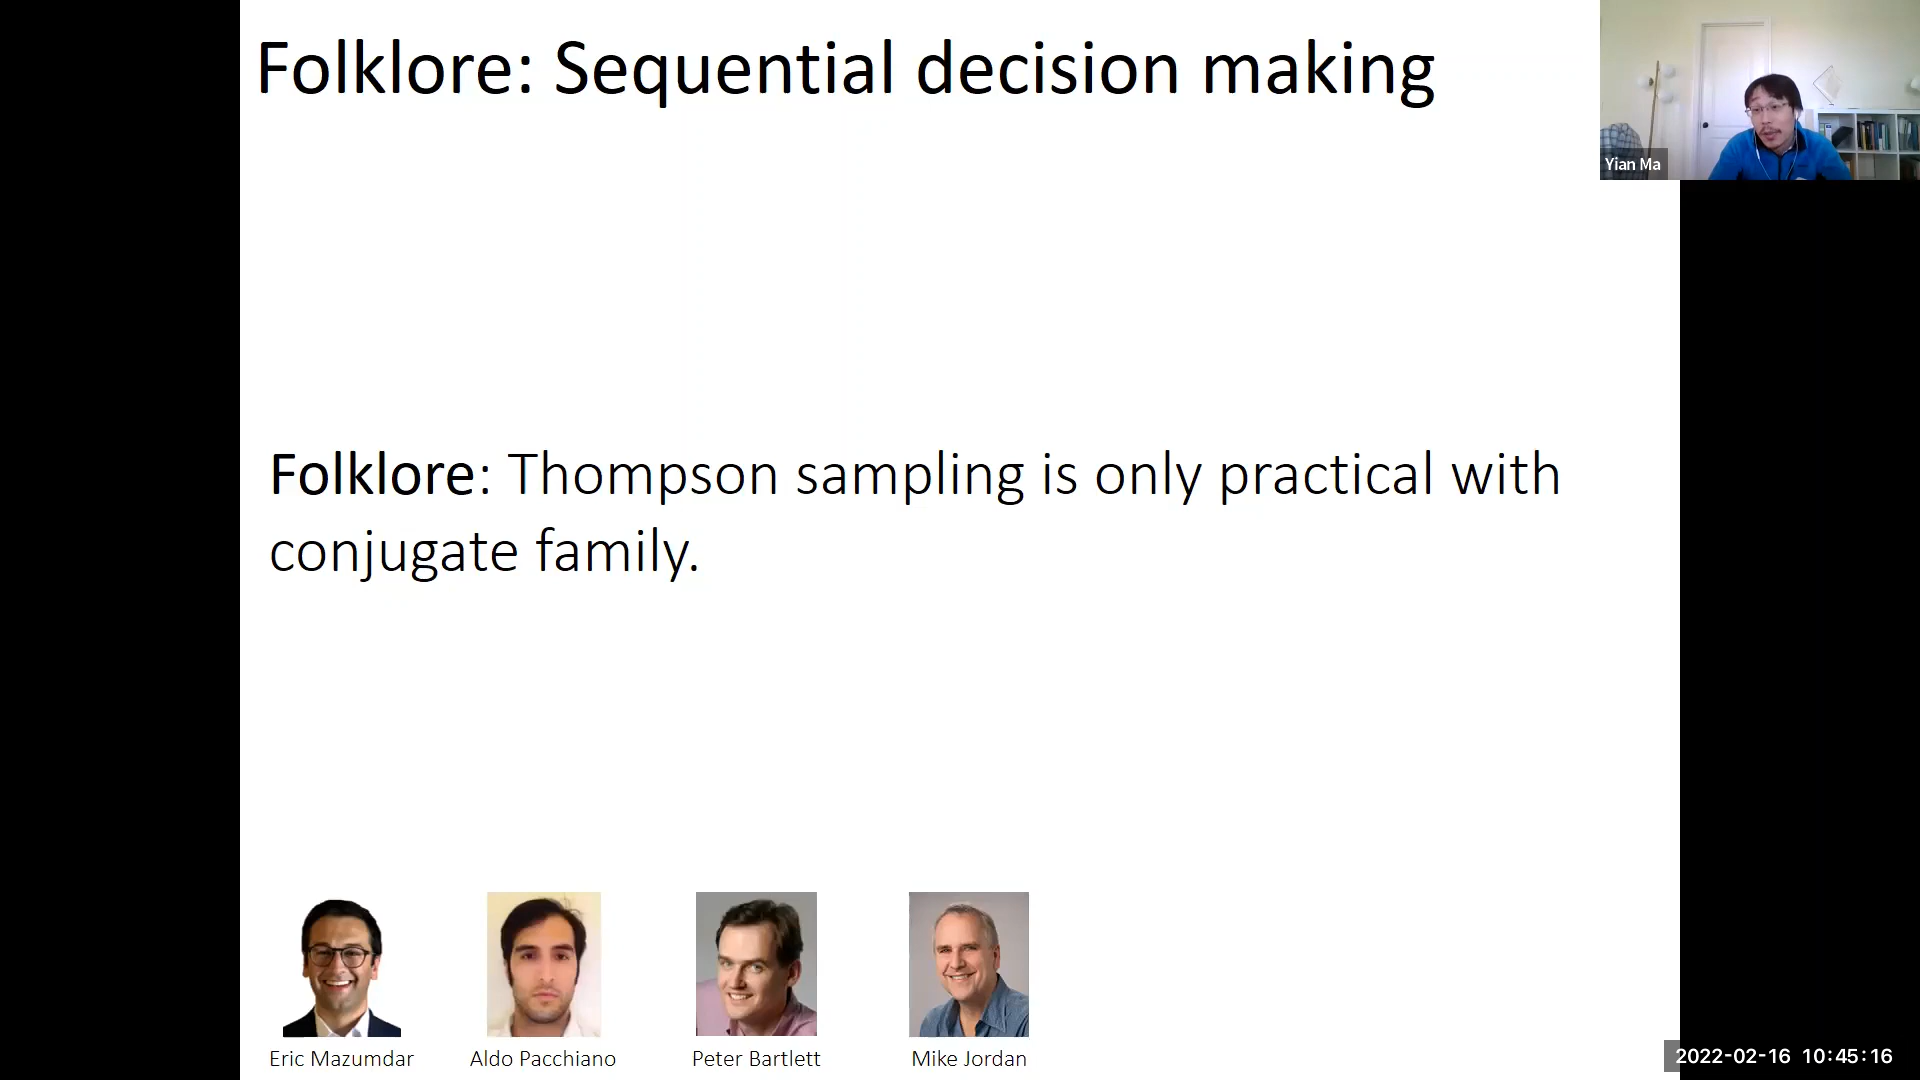 Folklore: Sequential decision making
Yian Ma
Folklore: Thompson sampling is only practical with
conjugate family.
Eric Mazumdar
Aldo Pacchiano
Peter Bartlett
Mike Jordan
2022-02-16 10:45:16